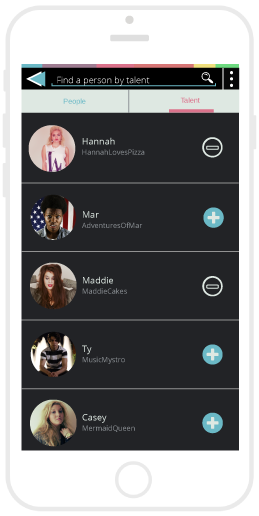 Find a person by talent
People
Talent
Hannah
HannahLovesPizza
Mar
AdventuresOfMar
Maddie
MaddieCakes
Ty
MusicMystro
Casey
MermaidQueen